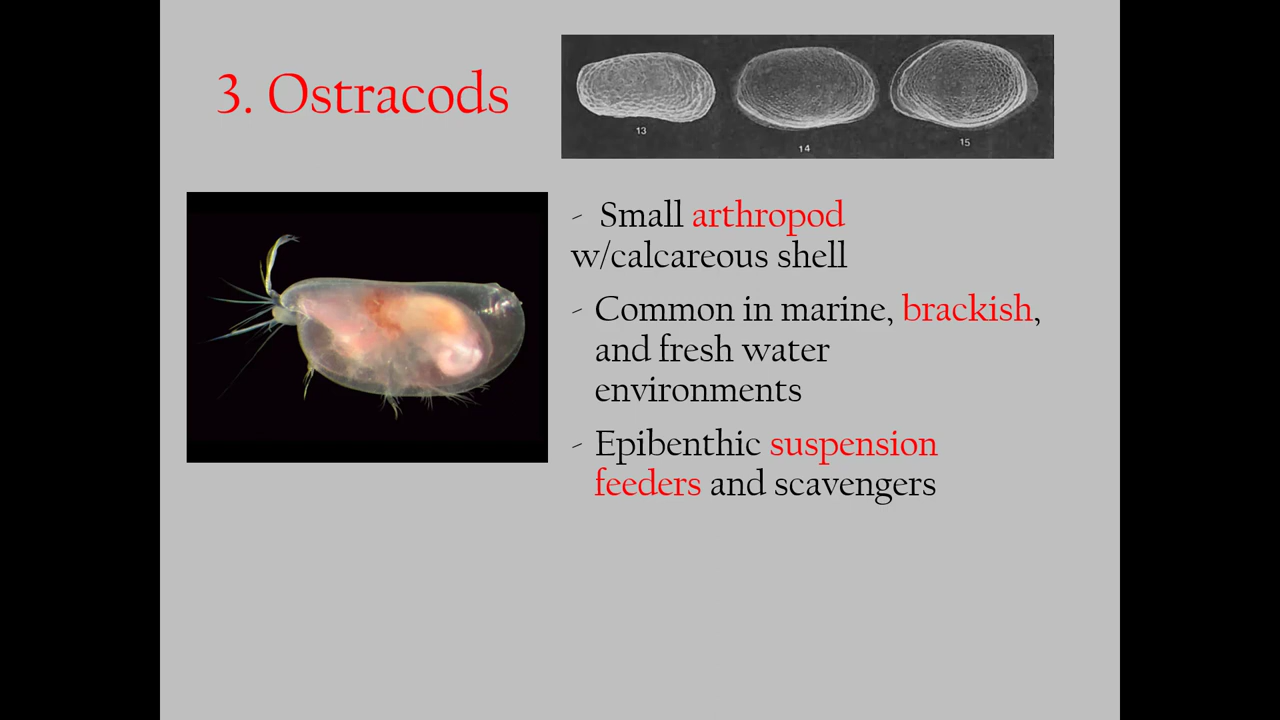 3. Ostracods
13
14
15
- Small arthropod
w/calcareous shell
- Common in marine, brackish,
and fresh water
environments
- Epibenthic suspension
feeders and scavengers